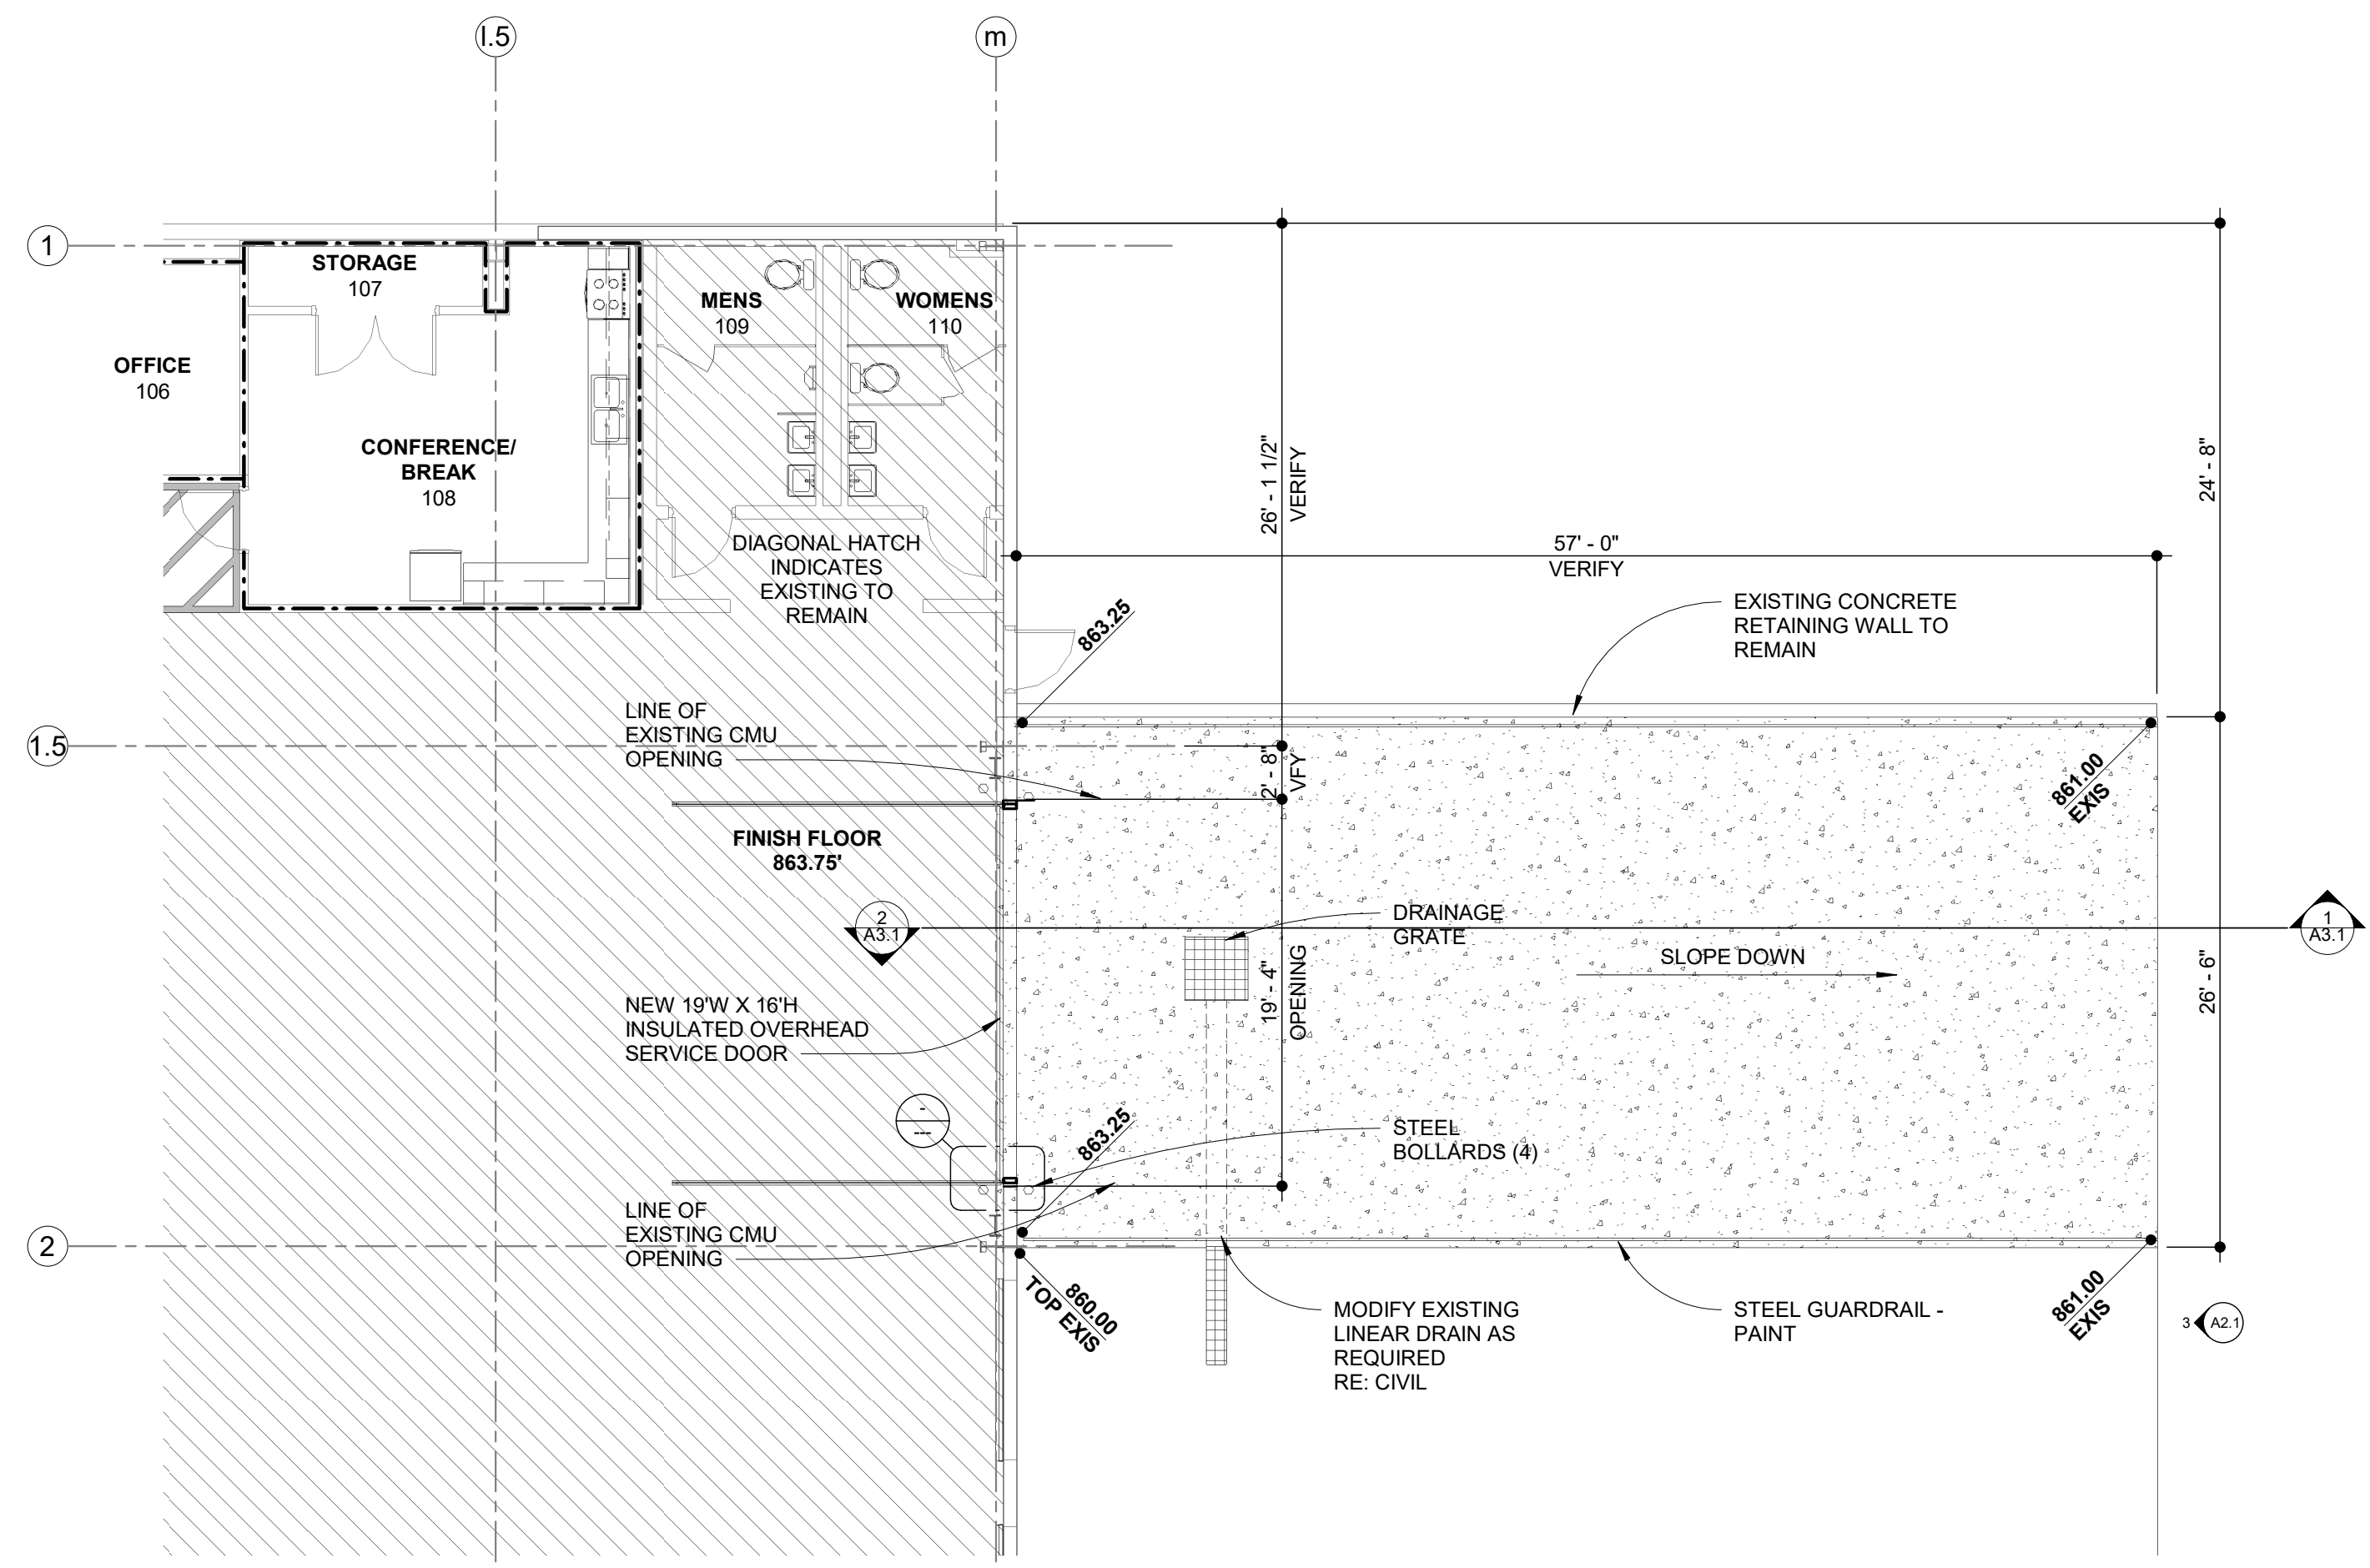 l.5
m
1
STORAGE
107
MENS
109
WOMENS
110
OFFICE
106
CONFERENCE/
BREAK
108
26' - 1 1/2"
VERIFY
24' - 8"
57' - 0"
VERIFY
DIAGONAL HATCH
INDICATES
EXISTING TO
REMAIN
EXISTING CONCRETE
RETAINING WALL TO
REMAIN
863.25
LINE OF
EXISTING CMU
OPENING
1.5
2' - 8"
VFY
861.00
EXIS
FINISH FLOOR
863.75'
2
A3.1
DRAINAGE
GRATE
1
A3.1
SLOPE DOWN
19' - 4"
OPENING
26' - 6"
NEW 19'W X 16'H
INSULATED OVERHEAD
SERVICE DOOR
-
---
863.25
STEEL
BOLLARDS (4)
LINE OF
EXISTING CMU
OPENING
2
860.00
TOP EXIS
MODIFY EXISTING
LINEAR DRAIN AS
REQUIRED
RE: CIVIL
STEEL GUARDRAIL -
PAINT
861.00
EXIS
3
A2.1